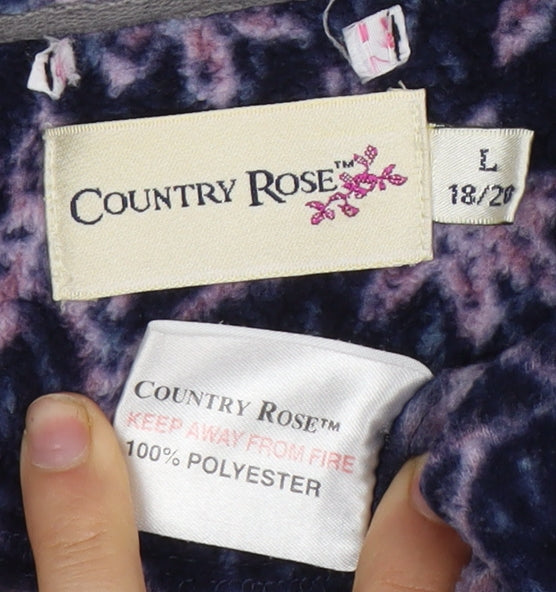 COUNTRY ROSE™
L
18/20
COUNTRY ROSE™
KEEP AWAY FROM FIRE
100% POLYESTER